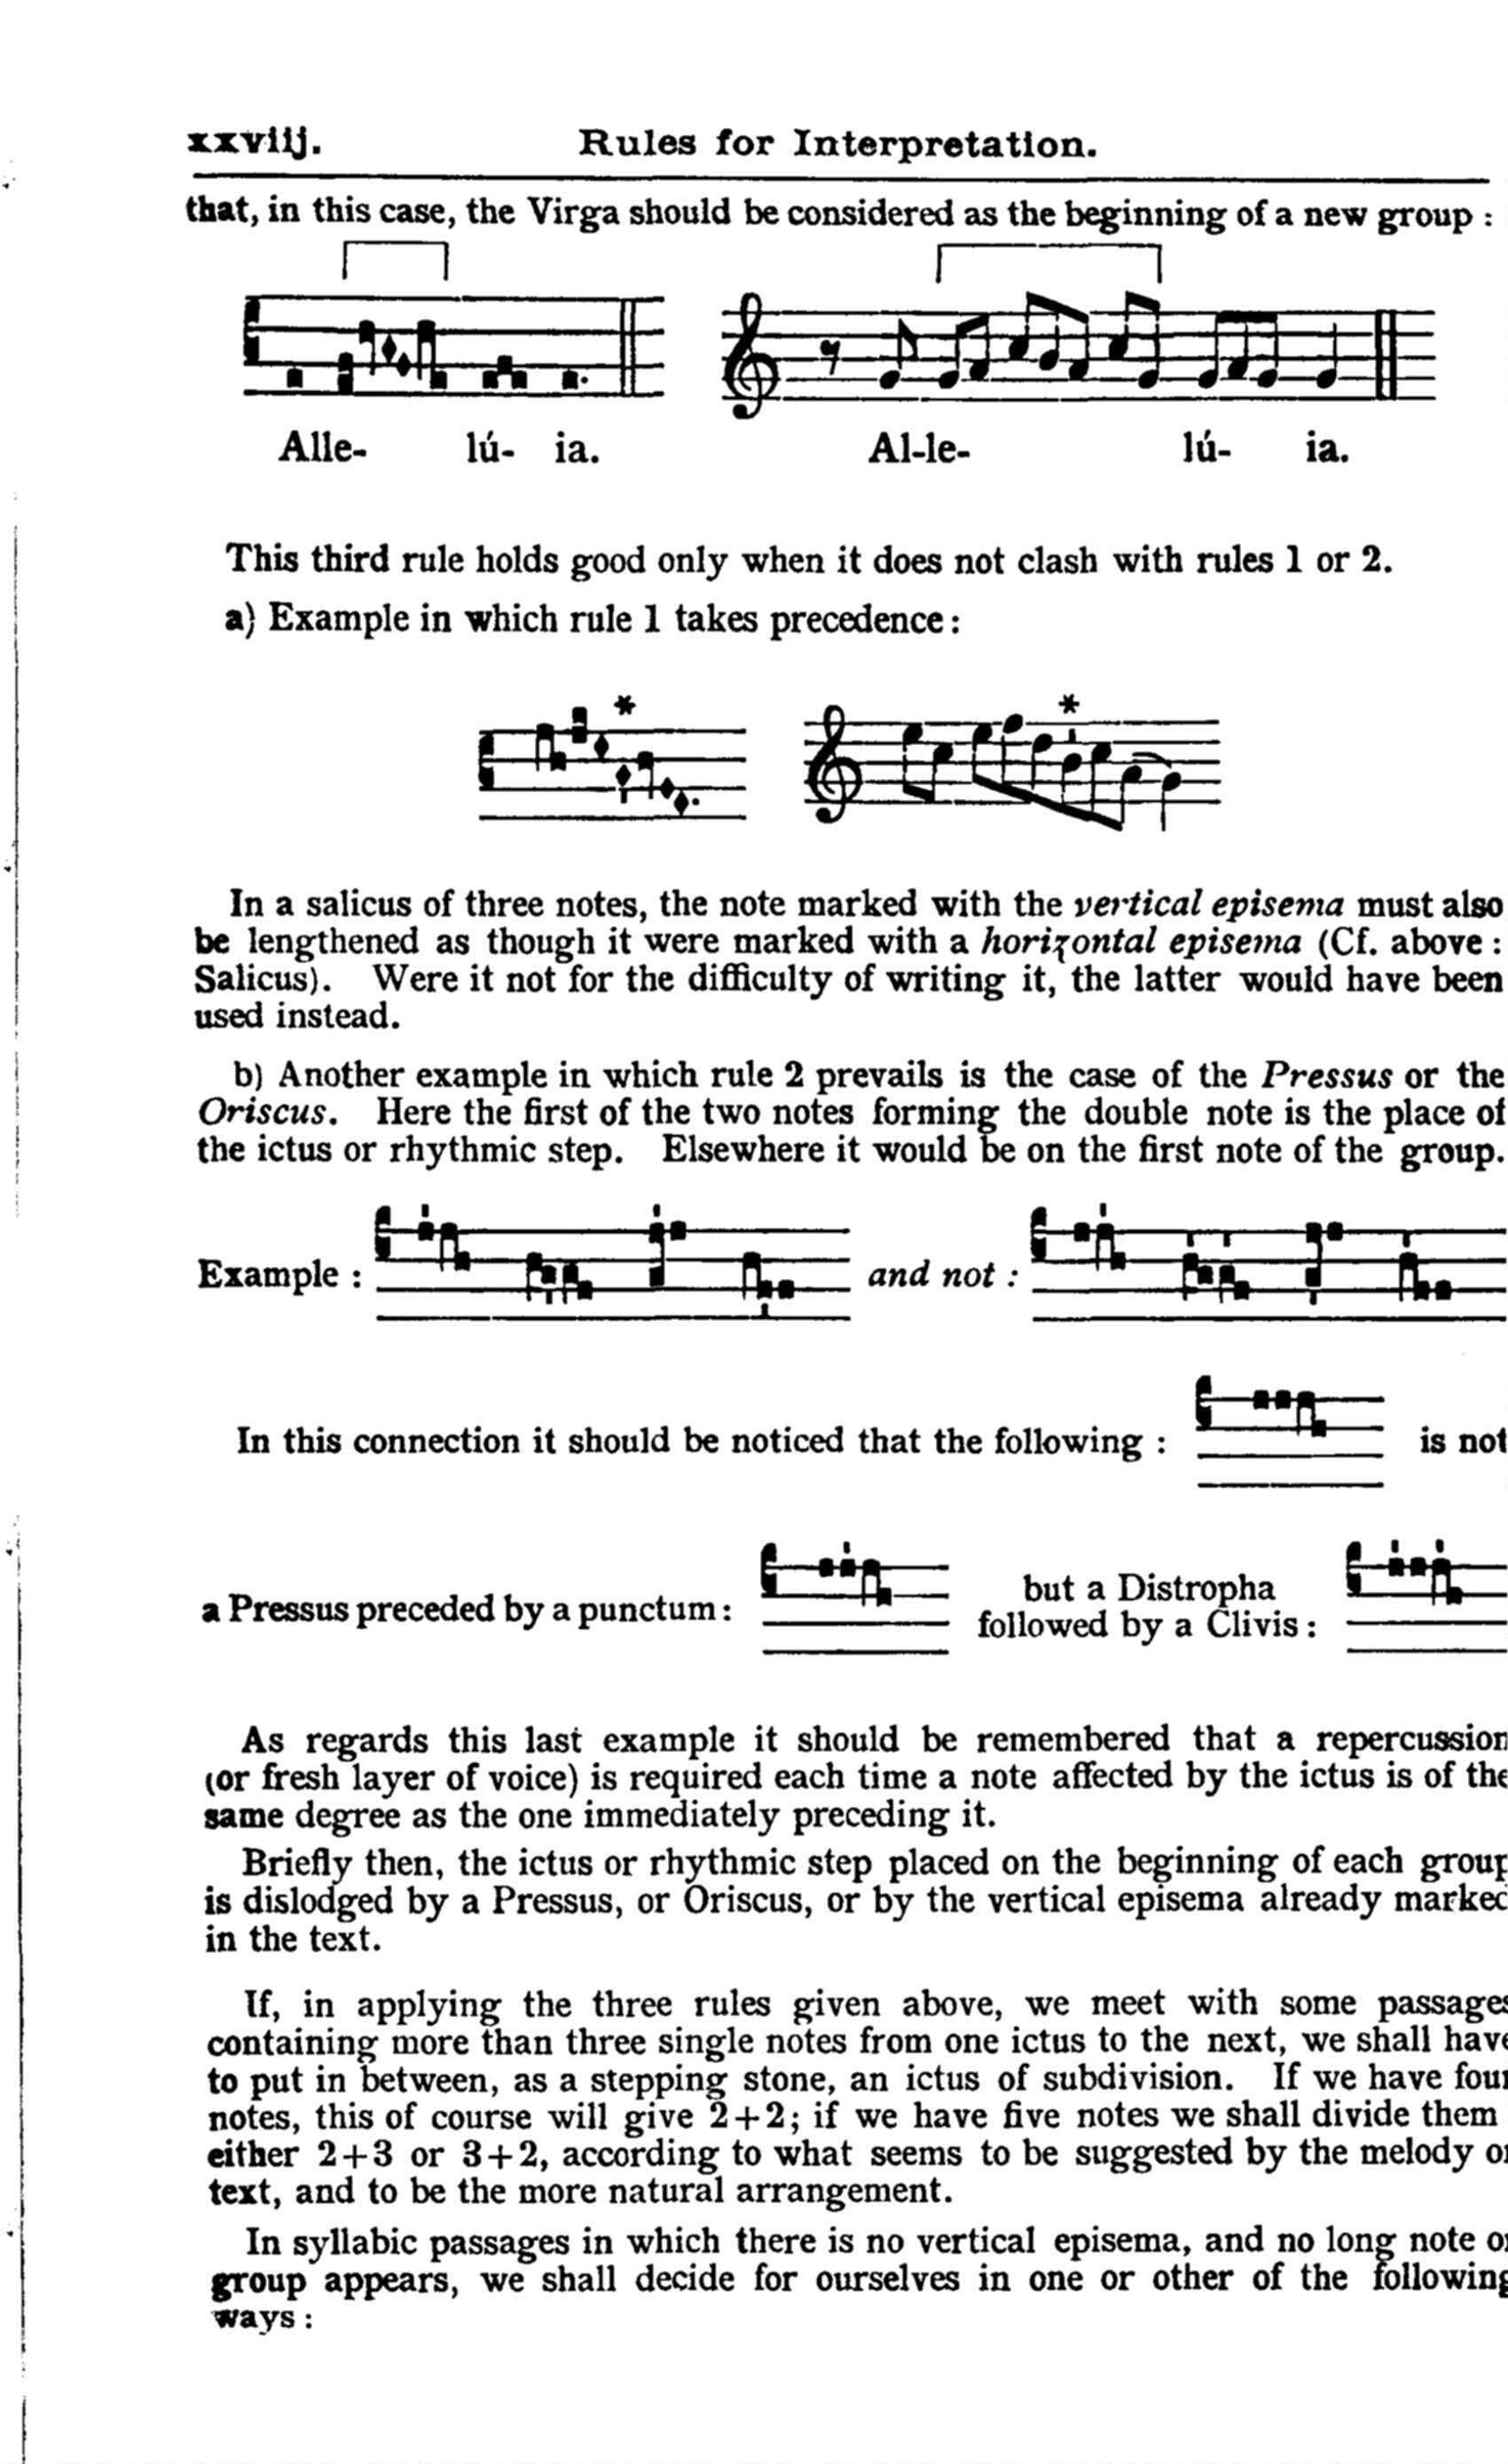 xxviij. Rules for Interpretation.
that, in this case, the Virga should be considered as the beginning of a new group :
Alle- lú- ia. Al-le- lú- ia.
This third rule holds good only when it does not clash with rules 1 or 2.
a) Example in which rule 1 takes precedence :
* *
In a salicus of three notes, the note marked with the vertical episema must also
be lengthened as though it were marked with a horizontal episema (Cf. above :
Salicus). Were it not for the difficulty of writing it, the latter would have been
used instead.
b) Another example in which rule 2 prevails is the case of the Pressus or the
Oriscus. Here the first of the two notes forming the double note is the place of
the ictus or rhythmic step. Elsewhere it would be on the first note of the group.
Example : and not :
In this connection it should be noticed that the following : is not
a Pressus preceded by a punctum : but a Distropha
followed by a Clivis :
As regards this last example it should be remembered that a repercussion
(or fresh layer of voice) is required each time a note affected by the ictus is of the
same degree as the one immediately preceding it.
Briefly then, the ictus or rhythmic step placed on the beginning of each group
is dislodged by a Pressus, or Oriscus, or by the vertical episema already marked
in the text.
If, in applying the three rules given above, we meet with some passages
containing more than three single notes from one ictus to the next, we shall have
to put in between, as a stepping stone, an ictus of subdivision. If we have four
notes, this of course will give 2+2; if we have five notes we shall divide them
either 2+3 or 3+2, according to what seems to be suggested by the melody or
text, and to be the more natural arrangement.
In syllabic passages in which there is no vertical episema, and no long note or
group appears, we shall decide for ourselves in one or other of the following
ways :